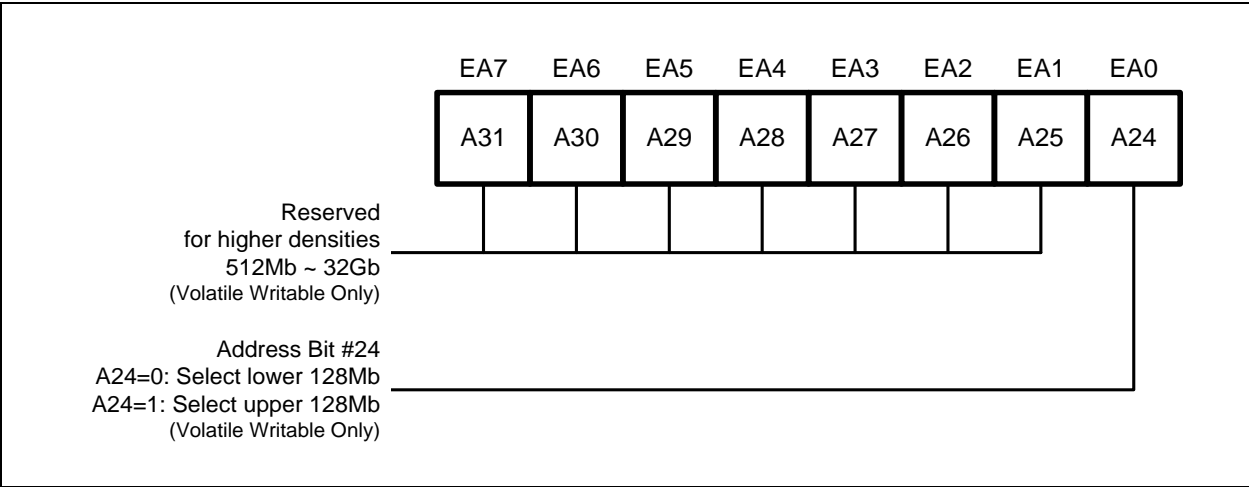 EA7 EA6 EA5 EA4 EA3 EA2 EA1 EA0
A31 A30 A29 A28 A27 A26 A25 A24
Reserved
for higher densities
512Mb ~ 32Gb
(Volatile Writable Only)
Address Bit #24
A24=0: Select lower 128Mb
A24=1: Select upper 128Mb
(Volatile Writable Only)